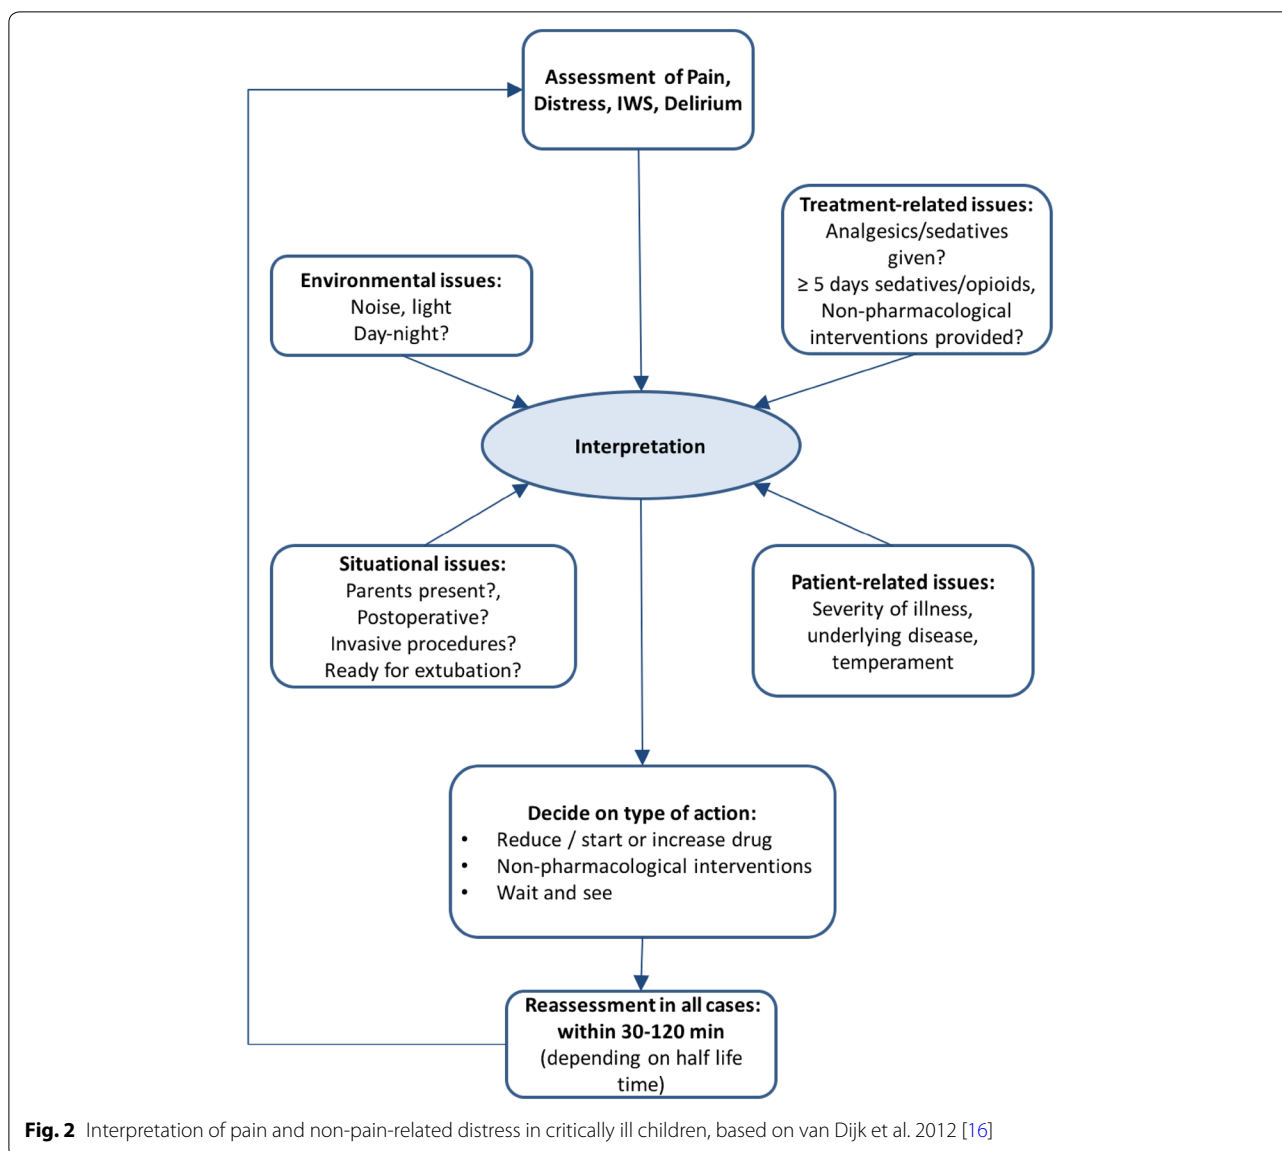 Assessment of Pain,
Distress, IWS, Delirium
Treatment-related issues:
Analgesics/sedatives
given?
≥ 5 days sedatives/opioids,
Non-pharmacological
interventions provided?
Environmental issues:
Noise, light
Day-night?
Interpretation
Situational issues:
Parents present?,
Postoperative?
Invasive procedures?
Ready for extubation?
Patient-related issues:
Severity of illness,
underlying disease,
temperament
Decide on type of action:
• Reduce / start or increase drug
• Non-pharmacological interventions
• Wait and see
Reassessment in all cases:
within 30-120 min
(depending on half life
time)
Fig. 2 Interpretation of pain and non-pain-related distress in critically ill children, based on van Dijk et al. 2012 [16]